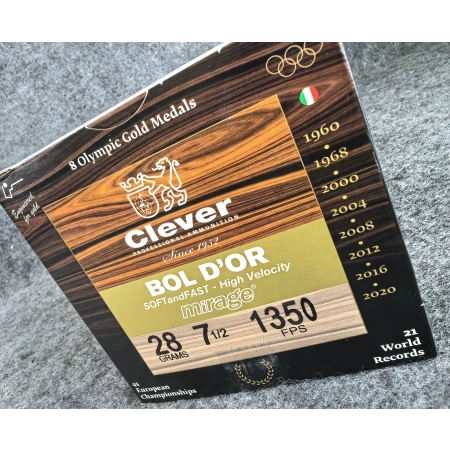 8 Olympic Gold Medals
Clever
PROFESSIONAL AMMUNITION
Since 1952
BOL D'OR
SOFTandFAST - High Velocity
mirage®
28
GRAMS
7 1/2
1350
FPS
1960
1968
2000
2004
2008
2012
2016
2020
21
World
Records
European
Championships